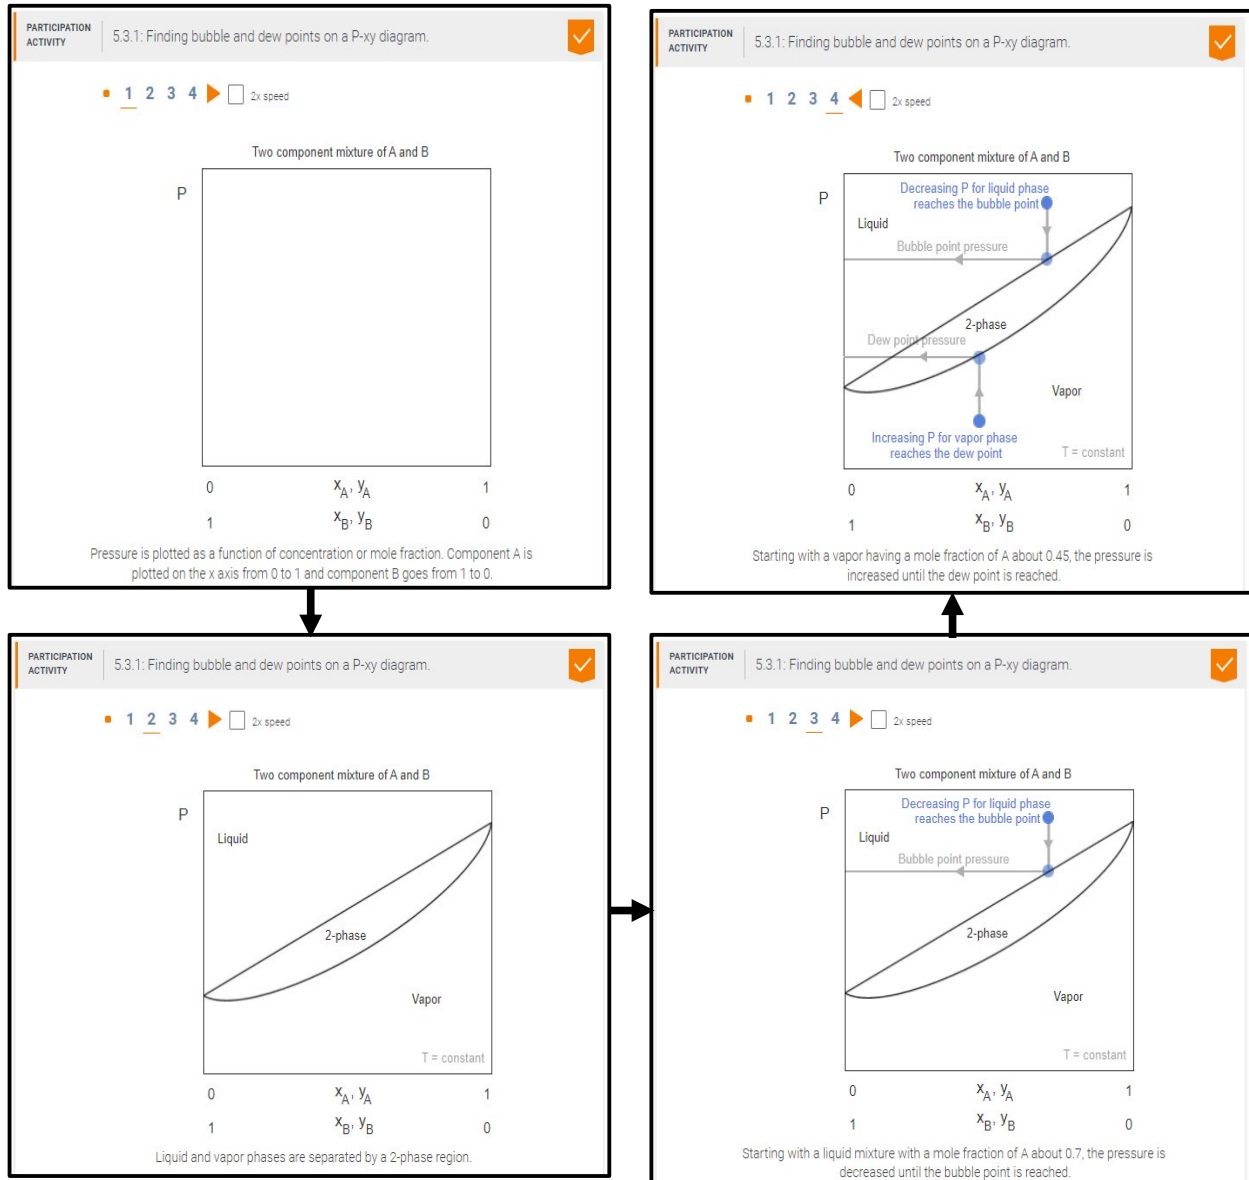 PARTICIPATION
ACTIVITY
5.3.1: Finding bubble and dew points on a P-xy diagram.
1 2 3 4 2x speed
Two component mixture of A and B
P
0 xA, yA 1
1 xB, yB 0
Pressure is plotted as a function of concentration or mole fraction. Component A is
plotted on the x axis from 0 to 1 and component B goes from 1 to 0.
PARTICIPATION
ACTIVITY
5.3.1: Finding bubble and dew points on a P-xy diagram.
1 2 3 4 2x speed
Two component mixture of A and B
P
Liquid
2-phase
Vapor
T = constant
0 xA, yA 1
1 xB, yB 0
Liquid and vapor phases are separated by a 2-phase region.
PARTICIPATION
ACTIVITY
5.3.1: Finding bubble and dew points on a P-xy diagram.
1 2 3 4 2x speed
Two component mixture of A and B
P
Decreasing P for liquid phase
reaches the bubble point
Liquid
Bubble point pressure
2-phase
Vapor
T = constant
0 xA, yA 1
1 xB, yB 0
Starting with a liquid mixture with a mole fraction of A about 0.7, the pressure is
decreased until the bubble point is reached.
PARTICIPATION
ACTIVITY
5.3.1: Finding bubble and dew points on a P-xy diagram.
1 2 3 4 2x speed
Two component mixture of A and B
P
Decreasing P for liquid phase
reaches the bubble point
Liquid
Bubble point pressure
2-phase
Dew point pressure
Vapor
Increasing P for vapor phase
reaches the dew point
T = constant
0 xA, yA 1
1 xB, yB 0
Starting with a vapor having a mole fraction of A about 0.45, the pressure is
increased until the dew point is reached.